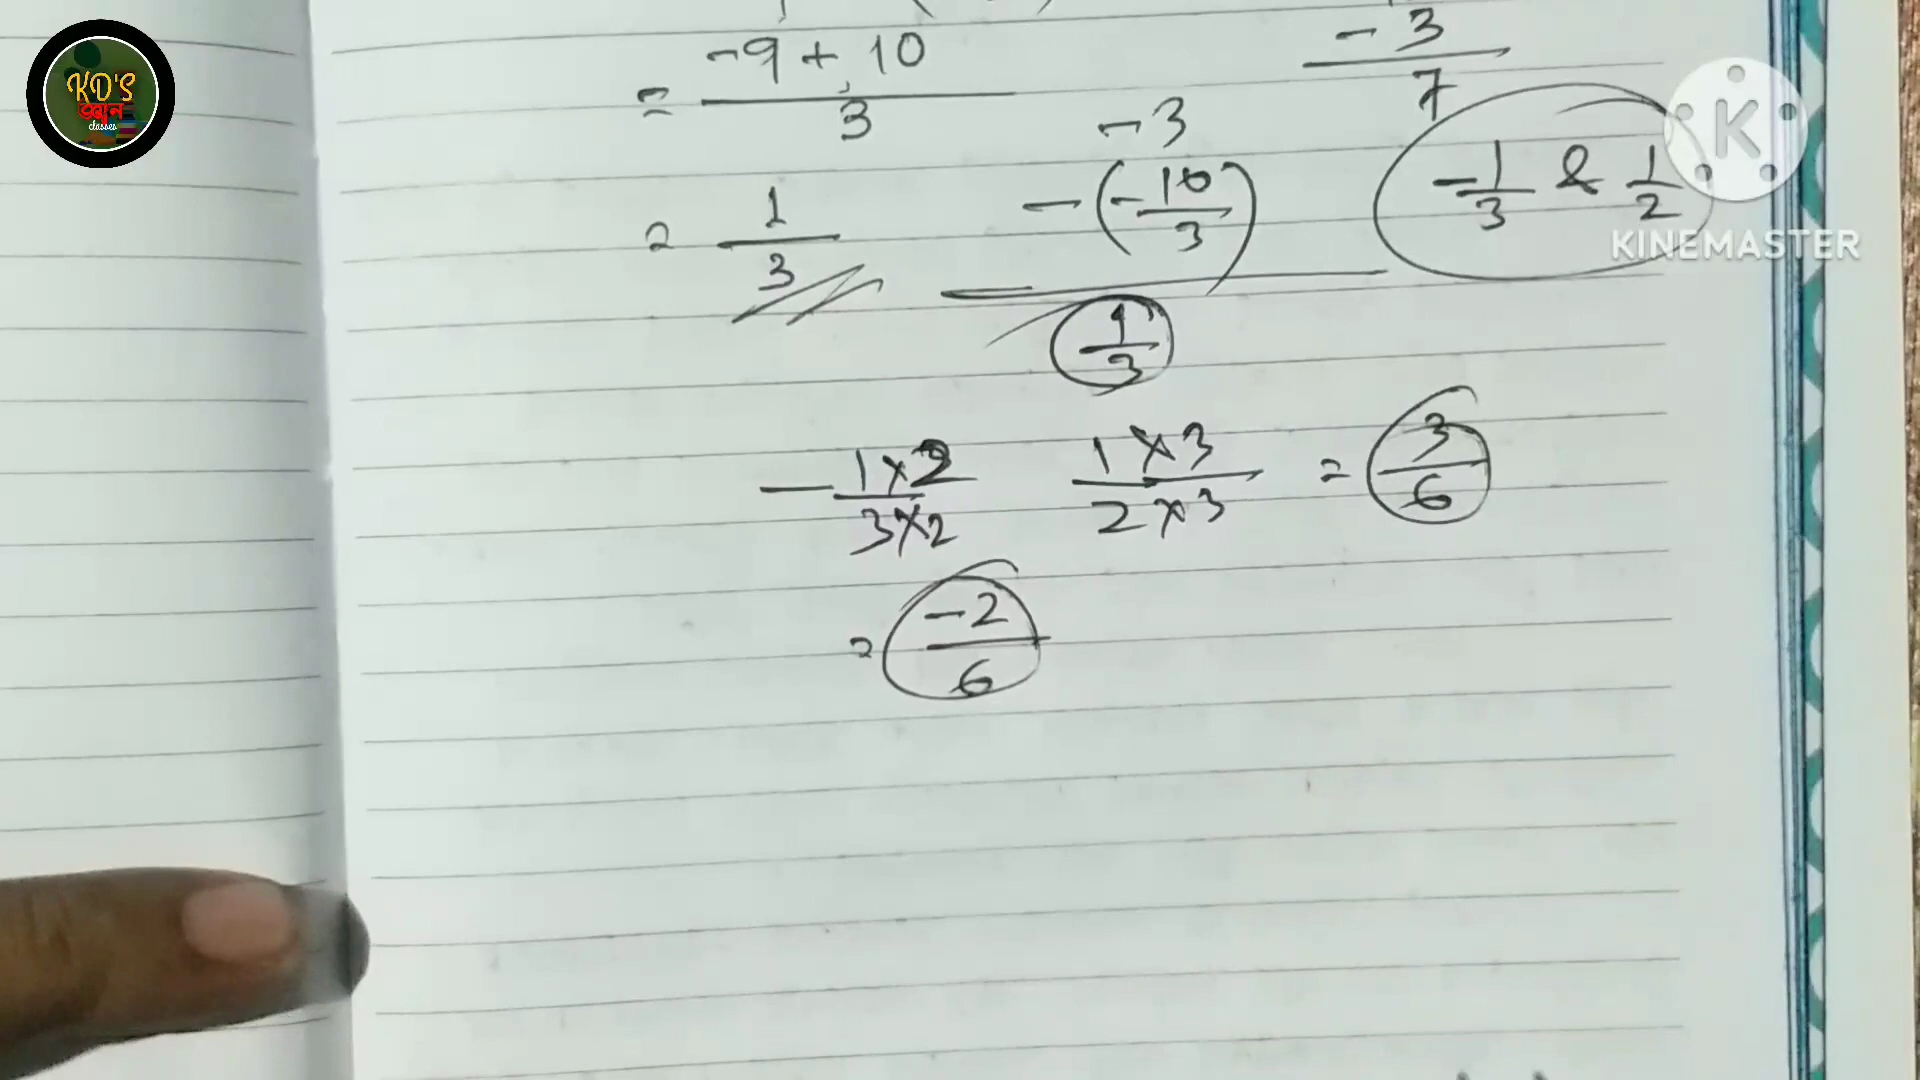 KD'S
জ্ঞান
classes
KINEMASTER
-9 + 10
= 3
= 1/3
-3
-(-10/3)
1/3
-3/7
-1/3 & 1/2
-1×2/3×2
1×3/2×3 = 3/6
= -2/6